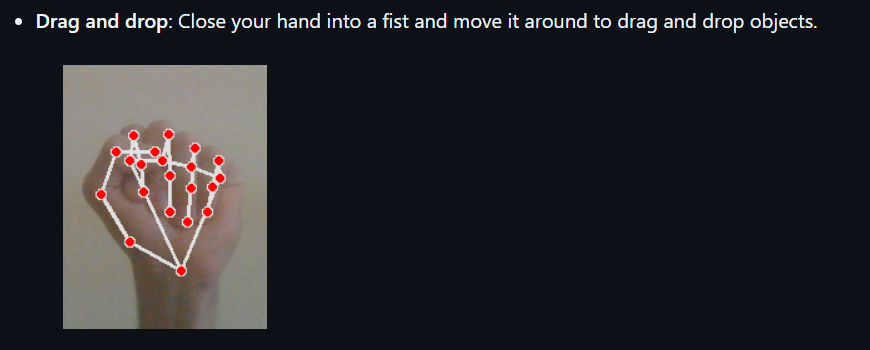 • Drag and drop: Close your hand into a fist and move it around to drag and drop objects.